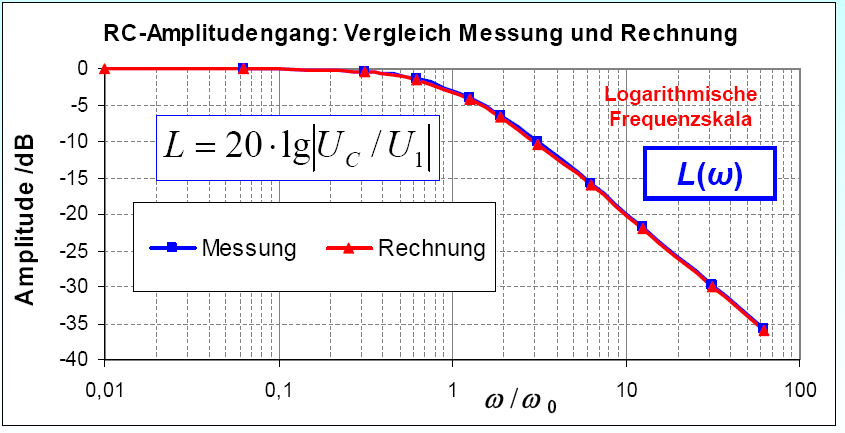 RC-Amplitudengang: Vergleich Messung und Rechnung
Amplitude /dB
0
-5
-10
-15
-20
-25
-30
-35
-40
L = 20·lg|U_C / U_1|
Logarithmische
Frequenzskala
L(ω)
Messung Rechnung
0,01 0,1 1 10 100
ω / ω_0